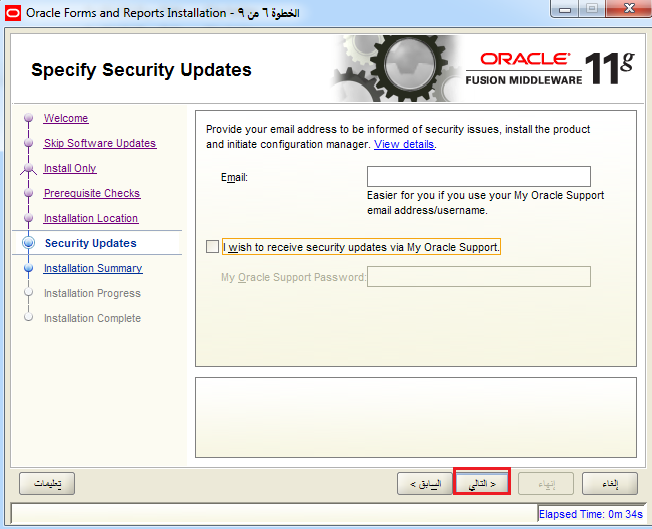 Oracle Forms and Reports Installation - الخطوة ٦ من ٩
Specify Security Updates
ORACLE
FUSION MIDDLEWARE 11g
Welcome
Skip Software Updates
Install Only
Prerequisite Checks
Installation Location
Security Updates
Installation Summary
Installation Progress
Installation Complete
Provide your email address to be informed of security issues, install the product
and initiate configuration manager. View details.
Email:
Easier for you if you use your My Oracle Support
email address/username.
I wish to receive security updates via My Oracle Support.
My Oracle Support Password:
تعليمات
السابق >
< التالي
إنهاء
إلغاء
Elapsed Time: 0m 34s